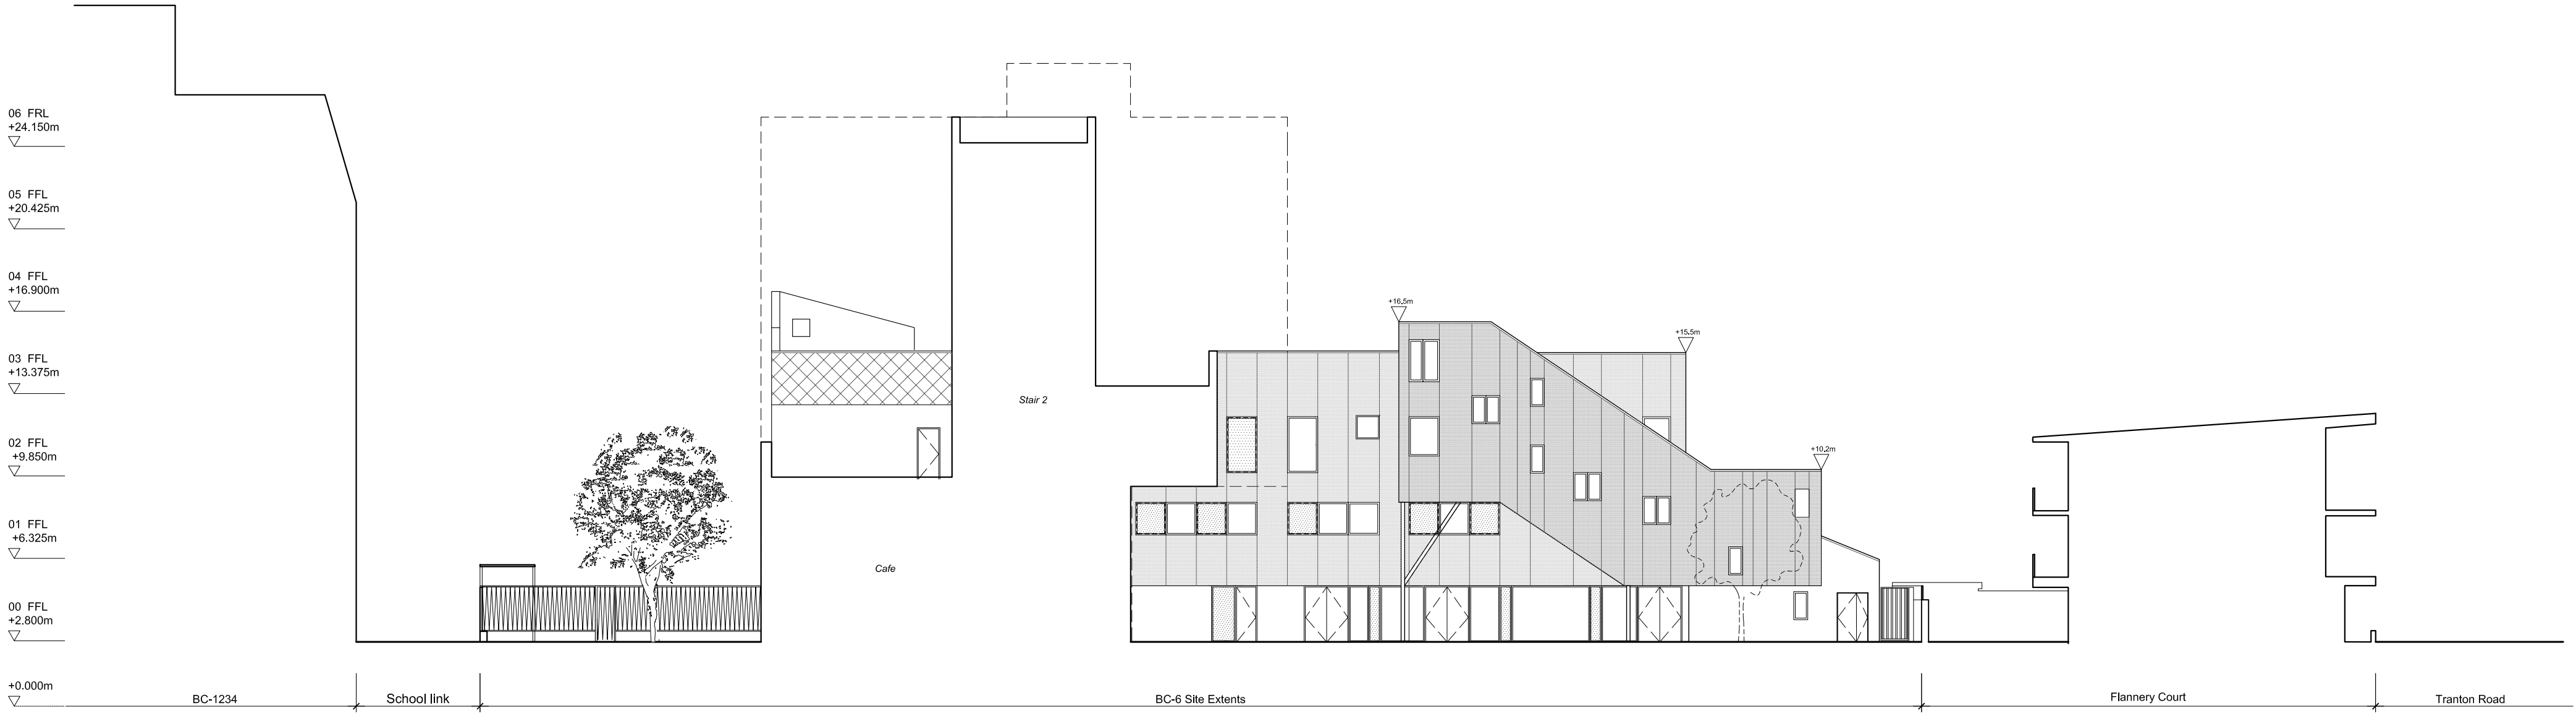 06 FRL
+24.150m
05 FFL
+20.425m
04 FFL
+16.900m
03 FFL
+13.375m
02 FFL
+9.850m
01 FFL
+6.325m
00 FFL
+2.800m
+0.000m
+16.5m
+15.5m
+10.2m
Stair 2
Cafe
BC-1234
School link
BC-6 Site Extents
Flannery Court
Tranton Road